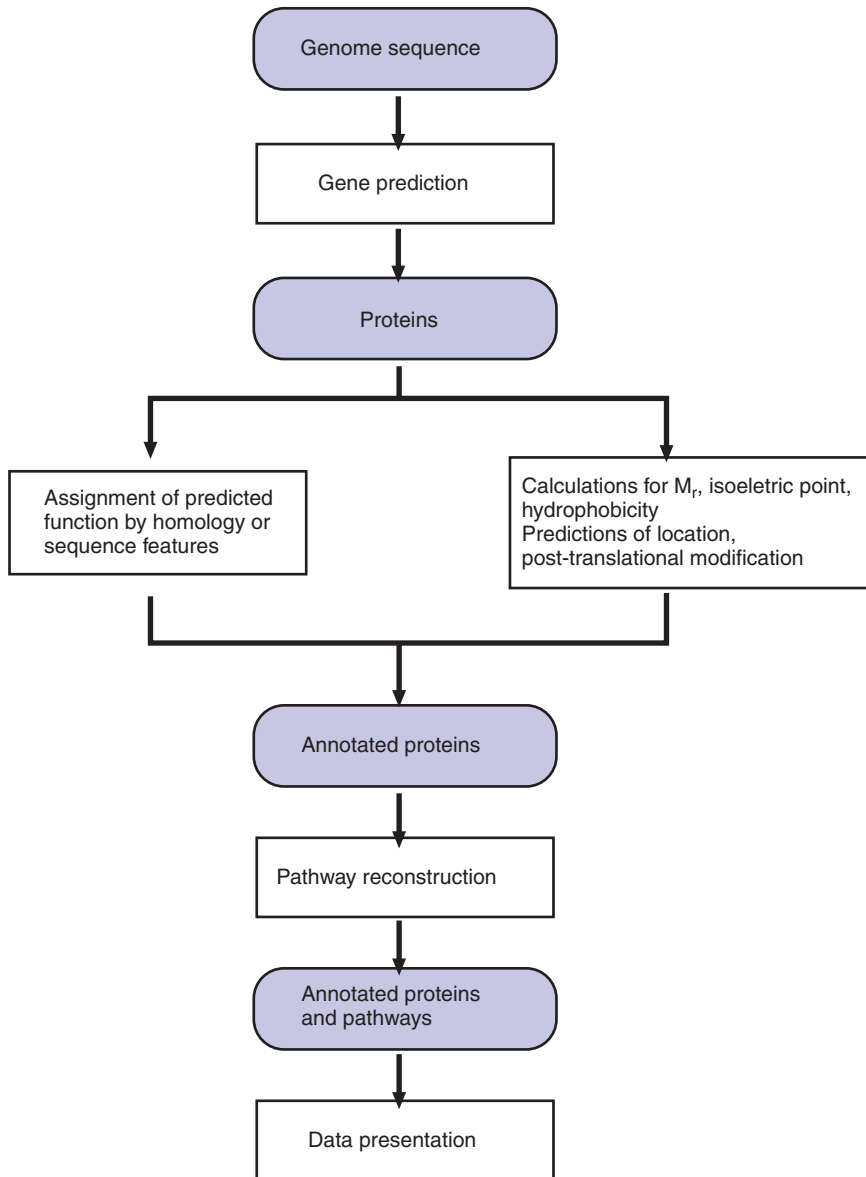 Genome sequence
Gene prediction
Proteins
Assignment of predicted
function by homology or
sequence features
Calculations for Mr, isoeletric point,
hydrophobicity
Predictions of location,
post-translational modification
Annotated proteins
Pathway reconstruction
Annotated proteins
and pathways
Data presentation